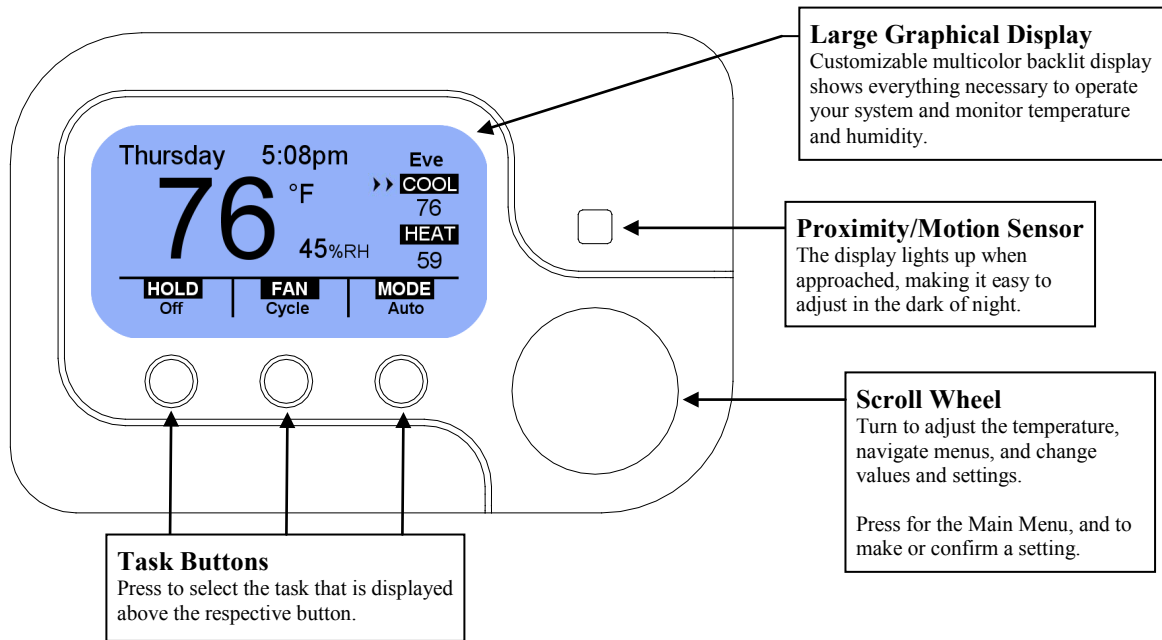 Large Graphical Display
Customizable multicolor backlit display
shows everything necessary to operate
your system and monitor temperature
and humidity.
Thursday 5:08pm
Eve
76 °F
COOL
76
45%RH
HEAT
59
HOLD
Off
FAN
Cycle
MODE
Auto
Proximity/Motion Sensor
The display lights up when
approached, making it easy to
adjust in the dark of night.
Scroll Wheel
Turn to adjust the temperature,
navigate menus, and change
values and settings.
Press for the Main Menu, and to
make or confirm a setting.
Task Buttons
Press to select the task that is displayed
above the respective button.